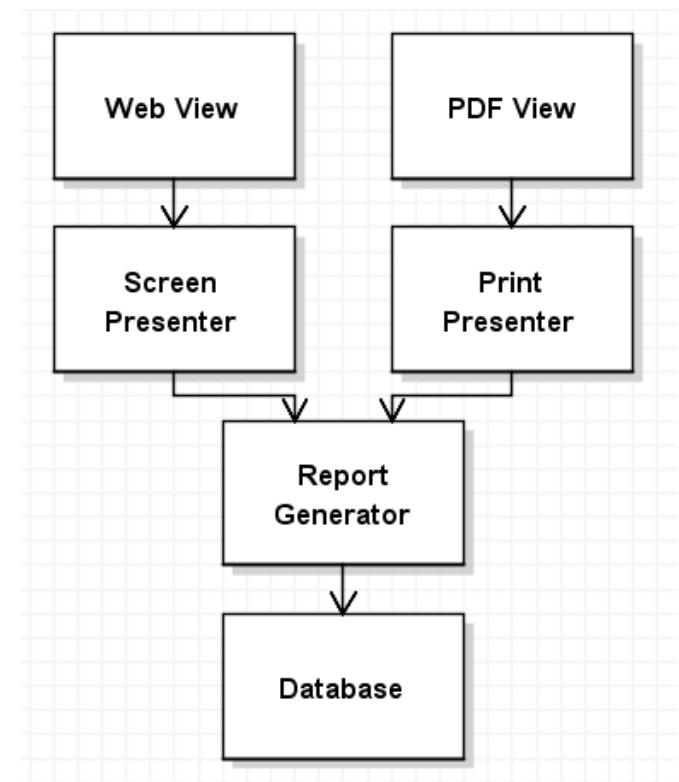 Web View
PDF View
Screen
Presenter
Print
Presenter
Report
Generator
Database